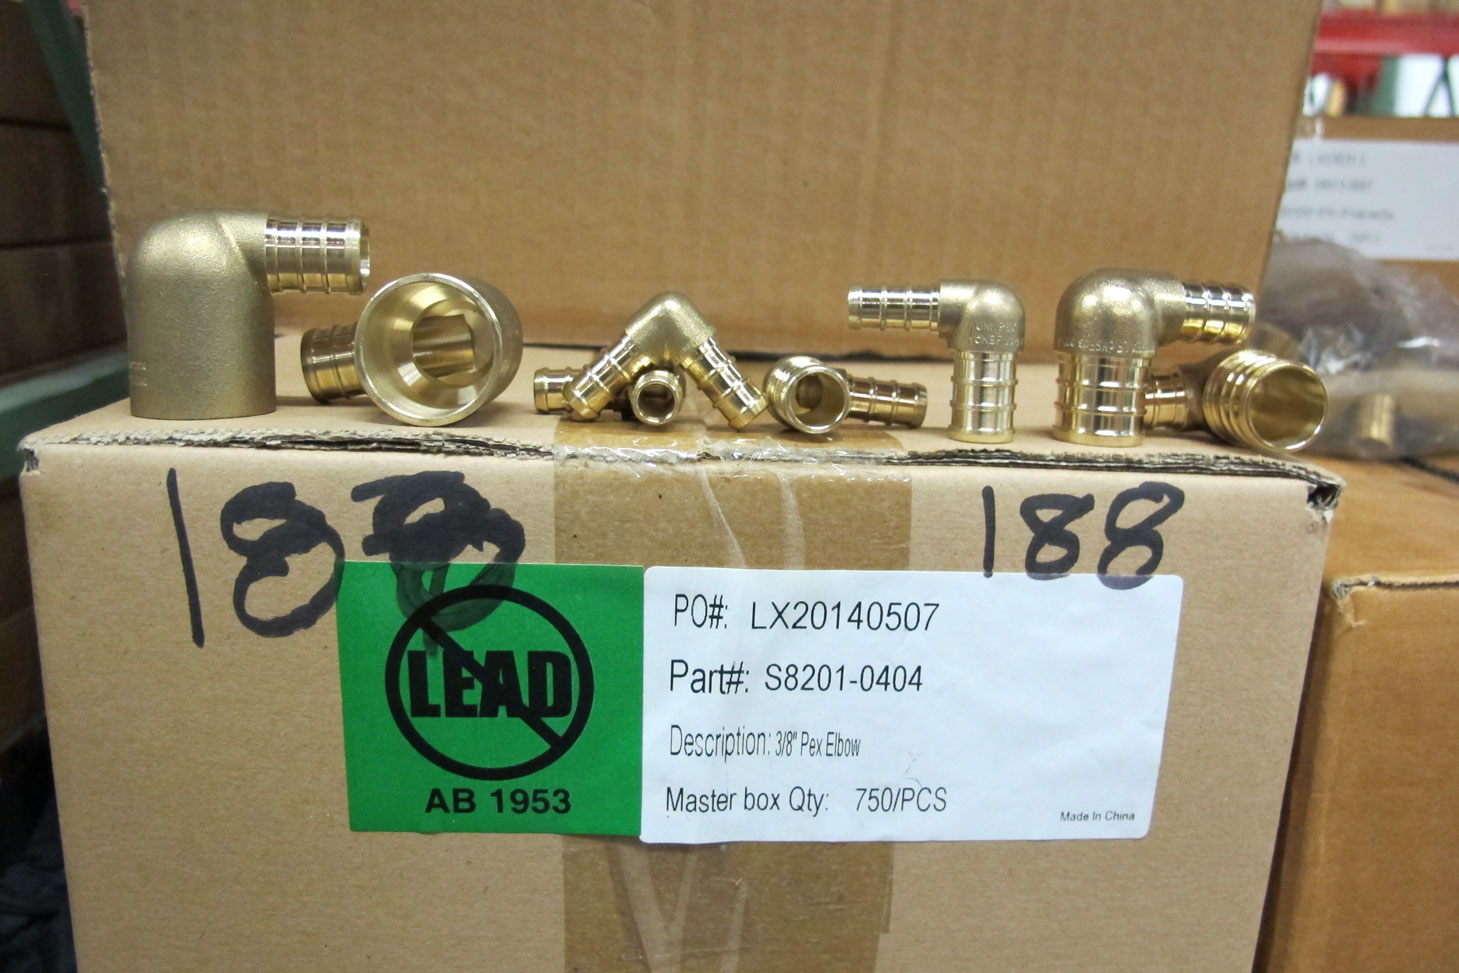 188
188
LEAD
AB 1953
PO#: LX20140507
Part#: S8201-0404
Description: 3/8" Pex Elbow
Master box Qty: 750/PCS
Made In China